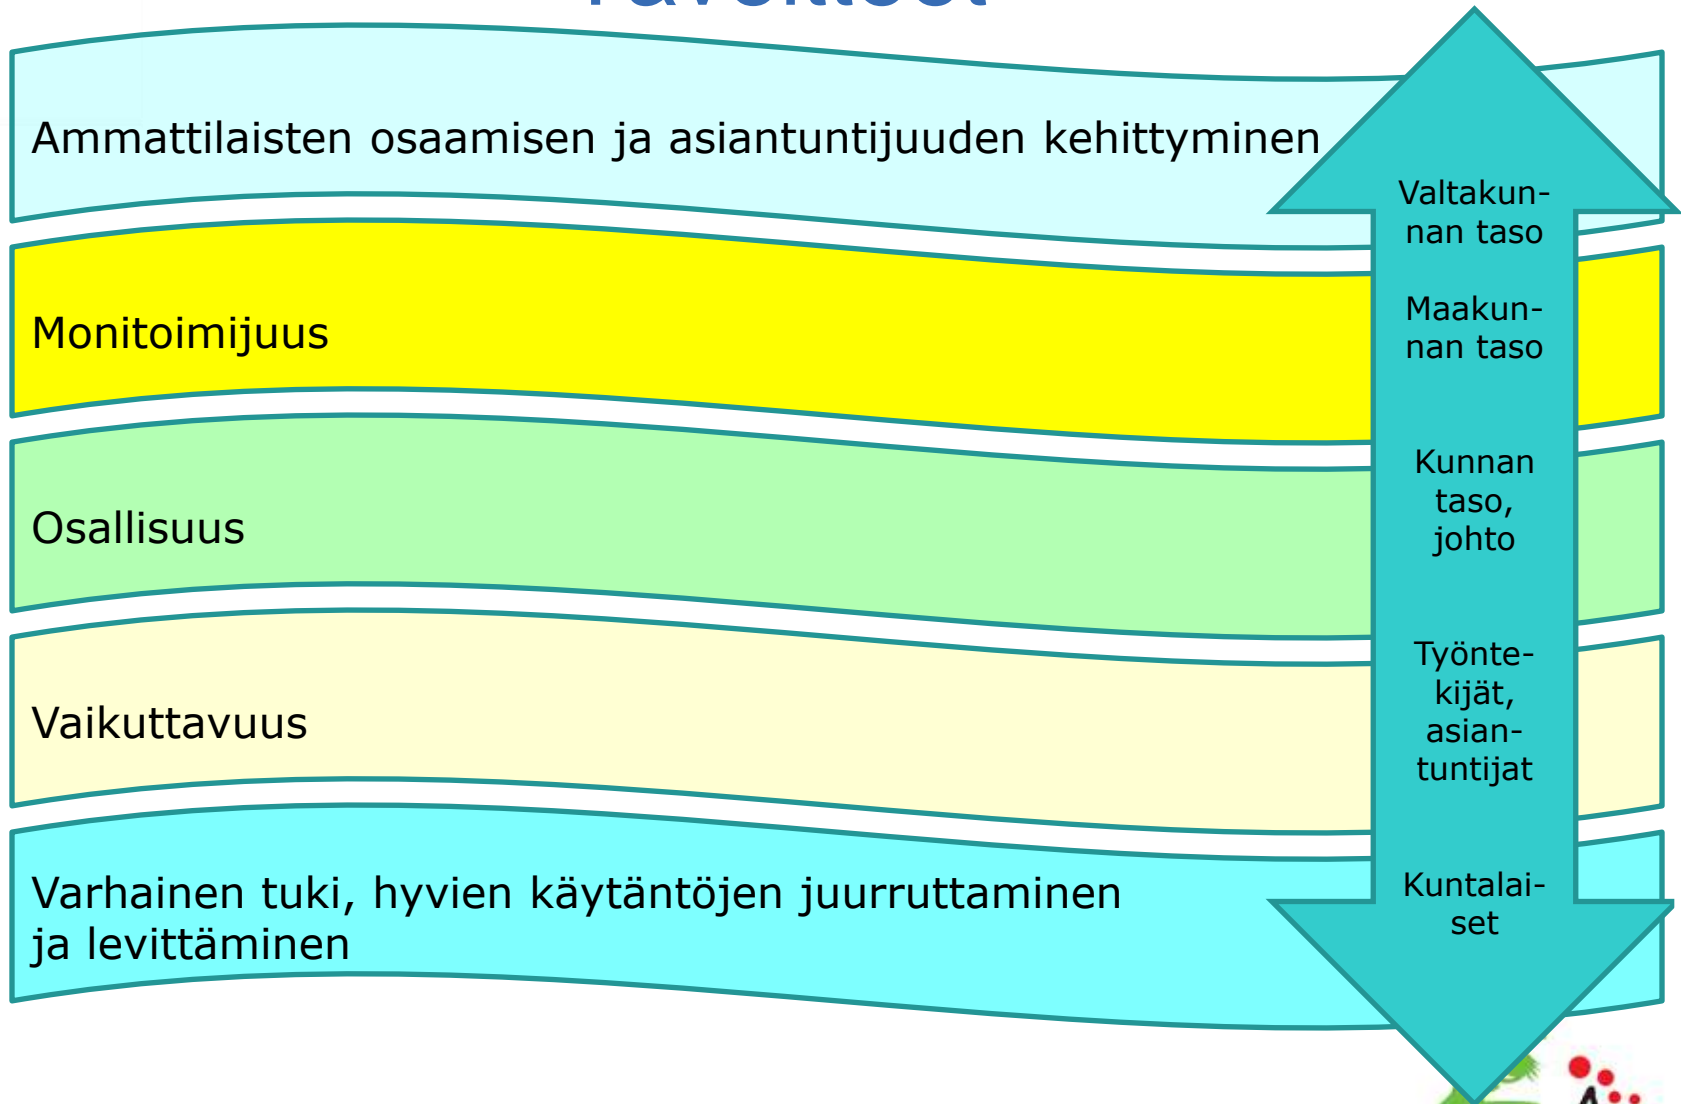 Tavoitteet
Ammattilaisten osaamisen ja asiantuntijuuden kehittyminen
Monitoimijuus
Osallisuus
Vaikuttavuus
Varhainen tuki, hyvien käytäntöjen juurruttaminen
ja levittäminen
Valtakun-
nan taso
Maakun-
nan taso
Kunnan
taso,
johto
Työnte-
kijät,
asian-
tuntijat
Kuntalai-
set